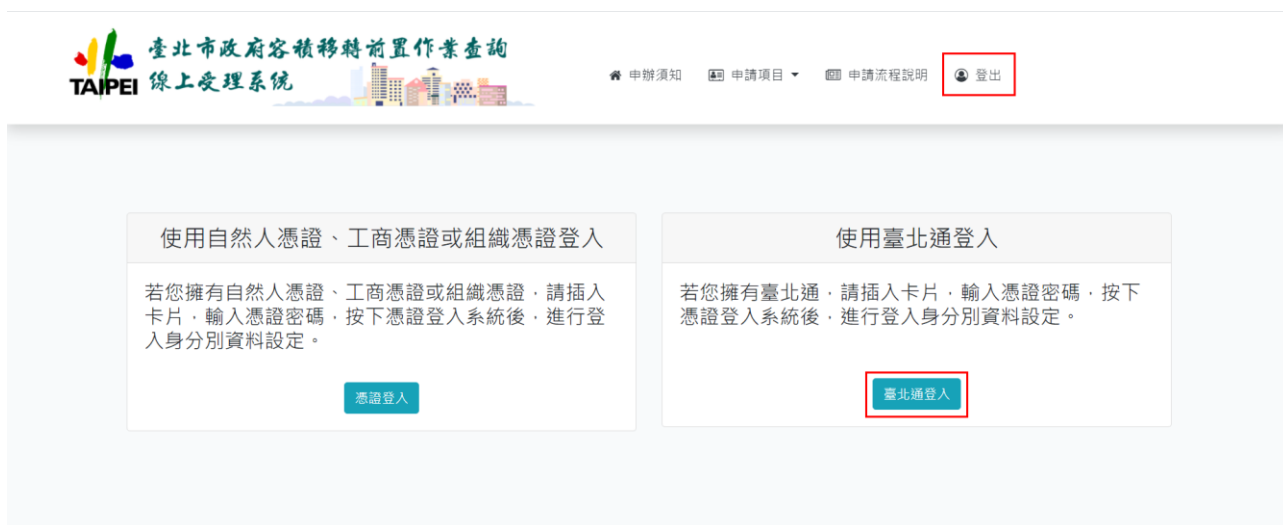 臺北市政府容積移轉前置作業查詢
TAIPEI 線上受理系統
申辦須知 申請項目 申請流程說明 登出
使用自然人憑證、工商憑證或組織憑證登入
若您擁有自然人憑證、工商憑證或組織憑證，請插入
卡片，輸入憑證密碼，按下憑證登入系統後，進行登
入身分別資料設定。
憑證登入
使用臺北通登入
若您擁有臺北通，請插入卡片，輸入憑證密碼，按下
憑證登入系統後，進行登入身分別資料設定。
臺北通登入